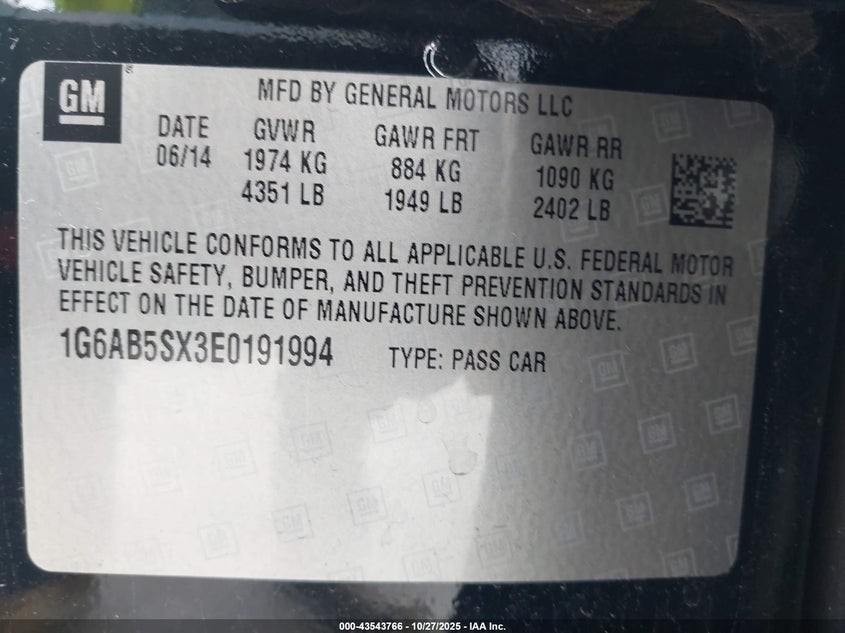 GM®
MFD BY GENERAL MOTORS LLC
DATE GVWR GAWR FRT GAWR RR
06/14 1974 KG 884 KG 1090 KG
4351 LB 1949 LB 2402 LB
THIS VEHICLE CONFORMS TO ALL APPLICABLE U.S. FEDERAL MOTOR
VEHICLE SAFETY, BUMPER, AND THEFT PREVENTION STANDARDS IN
EFFECT ON THE DATE OF MANUFACTURE SHOWN ABOVE.
1G6AB5SX3E0191994 TYPE: PASS CAR
000-43543766 - 10/27/2025 - IAA Inc.